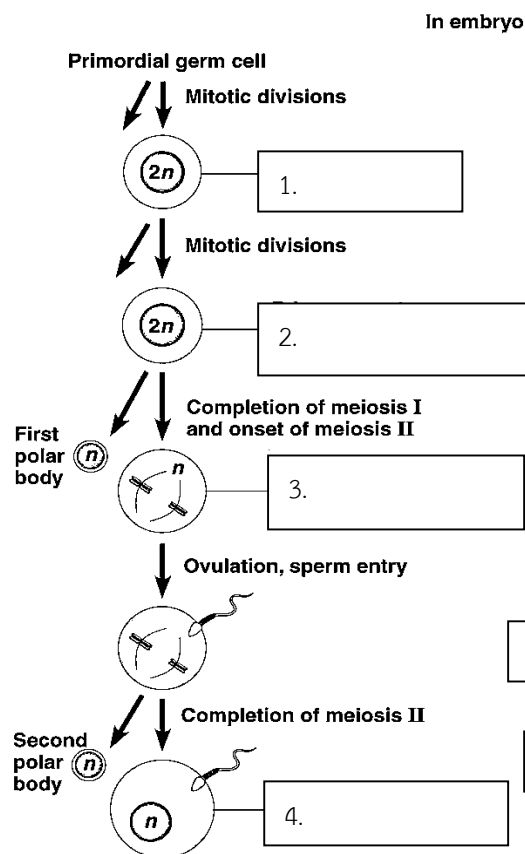 In embryo
Primordial germ cell
Mitotic divisions
2n
1.
Mitotic divisions
2n
2.
Completion of meiosis I
and onset of meiosis II
First
polar
body
n
n
3.
Ovulation, sperm entry
Completion of meiosis II
Second
polar
body
n
n
4.